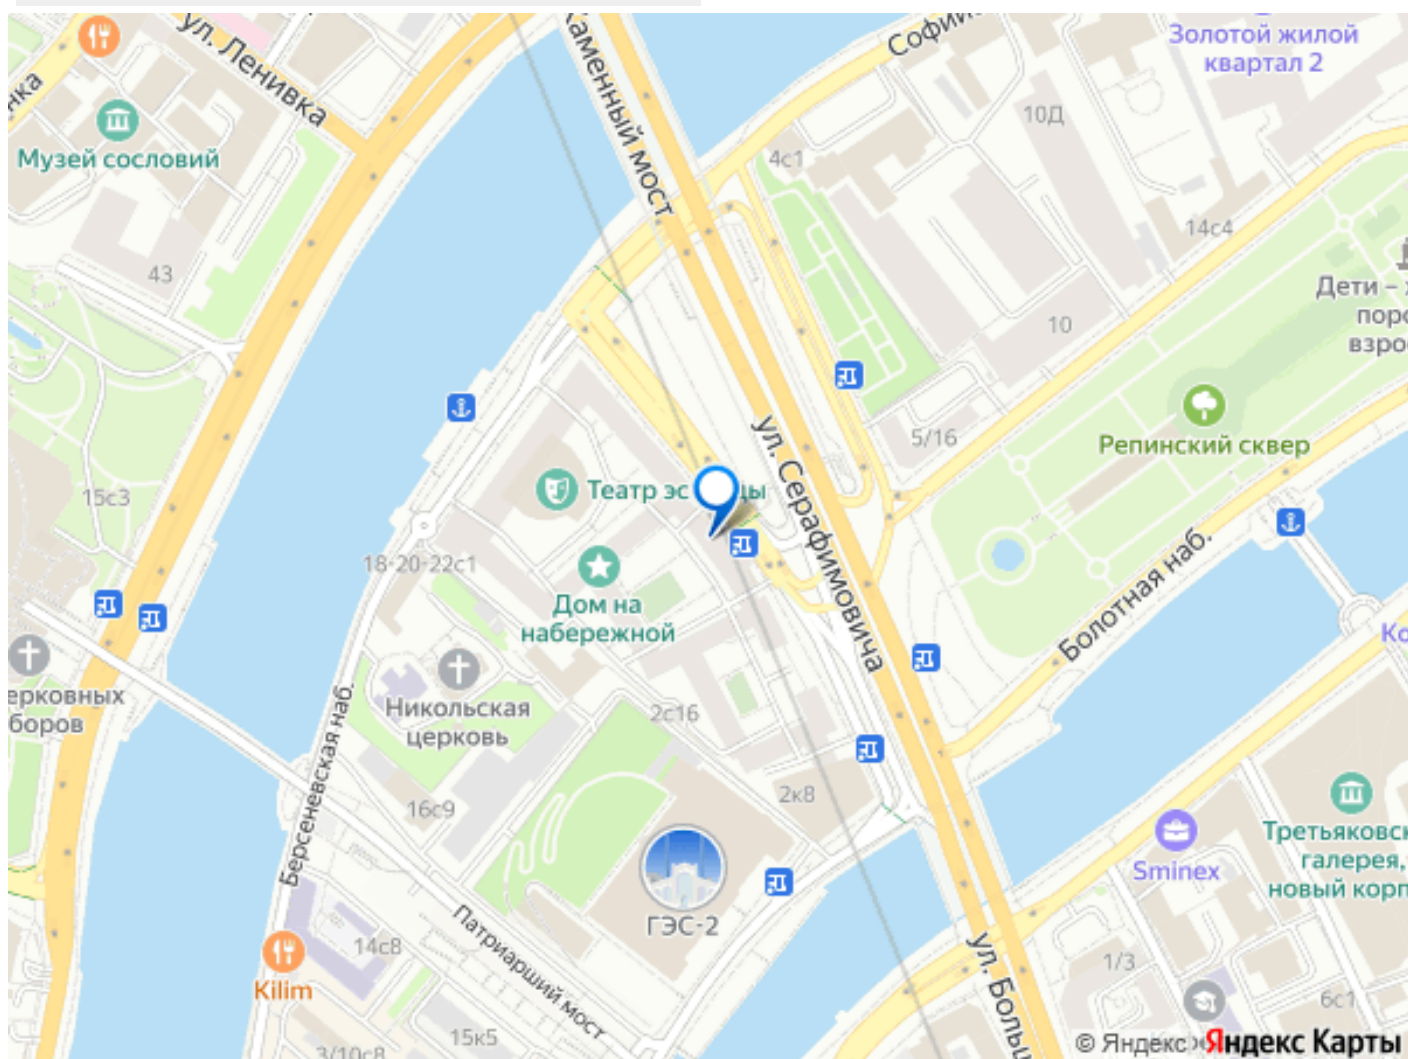 ул. Ленивка
Каменный мост
Золотой жилой
квартал 2
10Д
Музей сословий
4с1
14с4
43
Дети –
10
5/16
Репинский сквер
15с3
Театр эс
ул. Серафимовича
18-20-22с1
Дом на
набережной
Болотная наб.
Никольская
церковь
2с16
Берсеневская наб.
16с9
2к8
Третьяковск
галерея,
Sminex
новый корп
ГЭС-2
14с8
Патриарший мост
Kilim
ул. Больш
1/3
6с1
15к5
3/10с8
© Яндекс Яндекс Карты